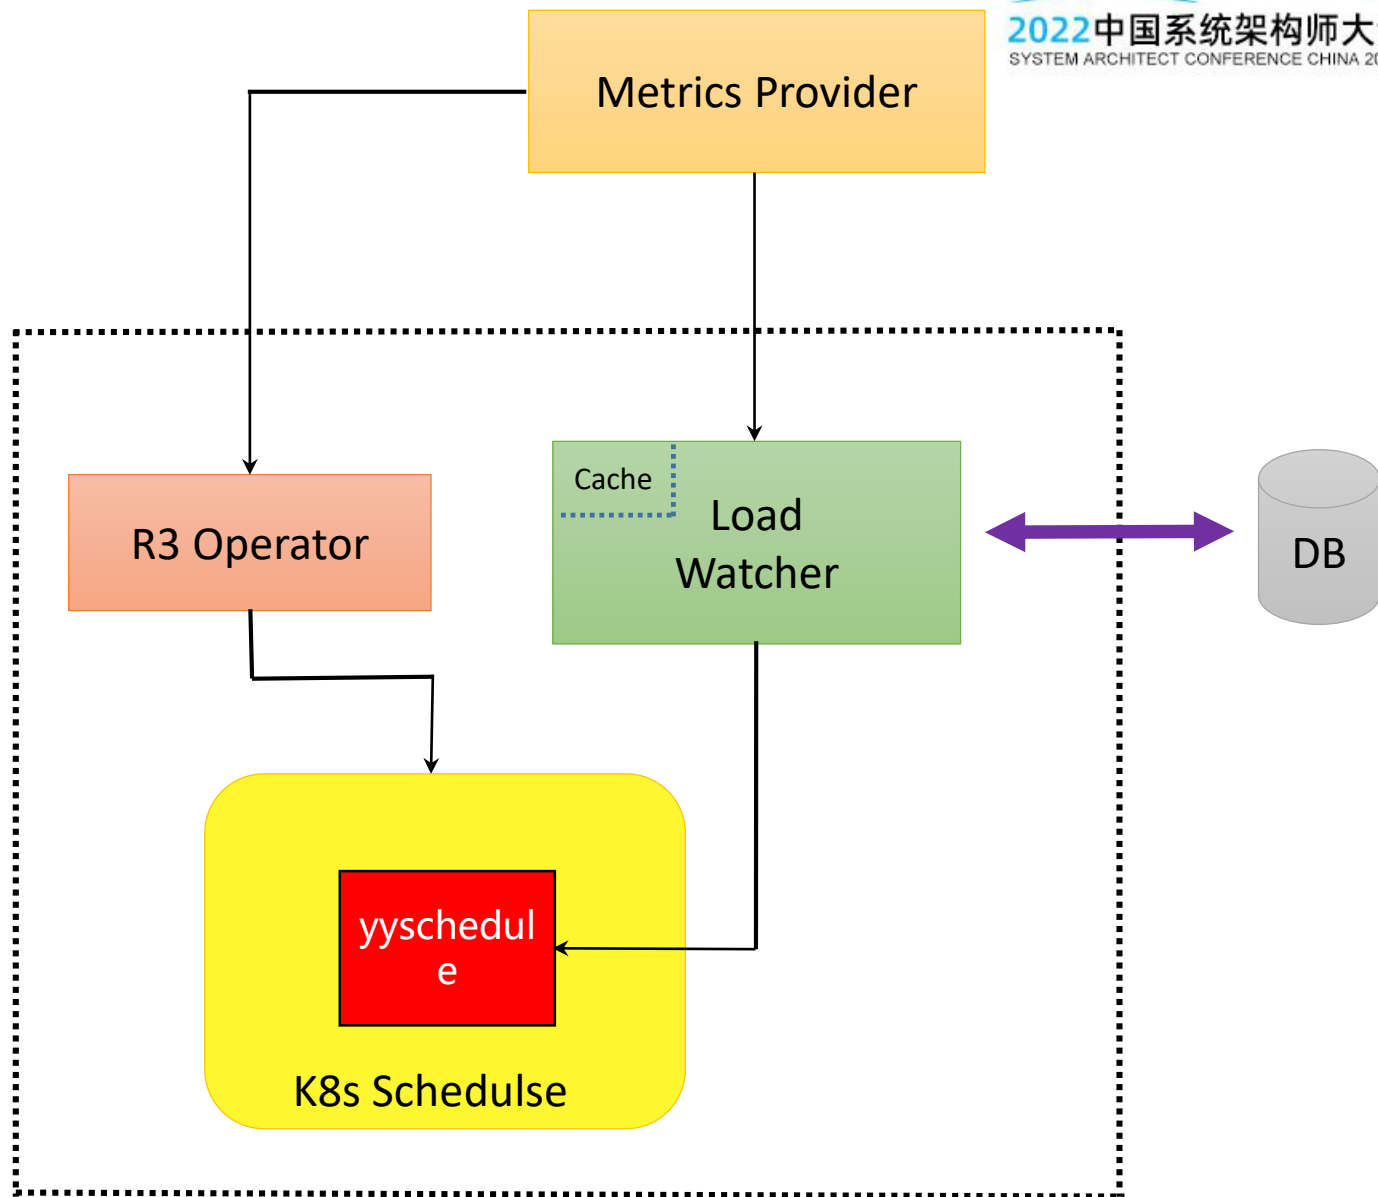 2022中国系统架构师大
SYSTEM ARCHITECT CONFERENCE CHINA 20
Metrics Provider
Cache
Load
Watcher
R3 Operator
DB
yyschedul
e
K8s Schedulse